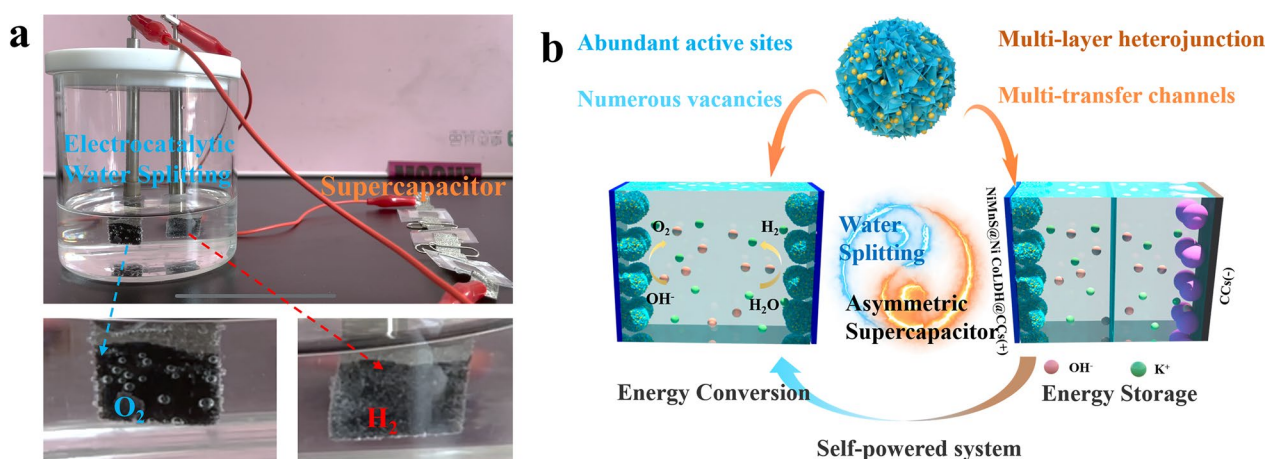 a
Electrocatalytic
Water Splitting
Supercapacitor
O₂
H₂
b
Abundant active sites
Numerous vacancies
Multi-layer heterojunction
Multi-transfer channels
O₂
OH⁻
H₂
H₂O
Water
Splitting
Asymmetric
Supercapacitor
NiMnS@Ni CoLDH@CCs(+)
CCs(-)
OH⁻
K⁺
Energy Conversion
Energy Storage
Self-powered system